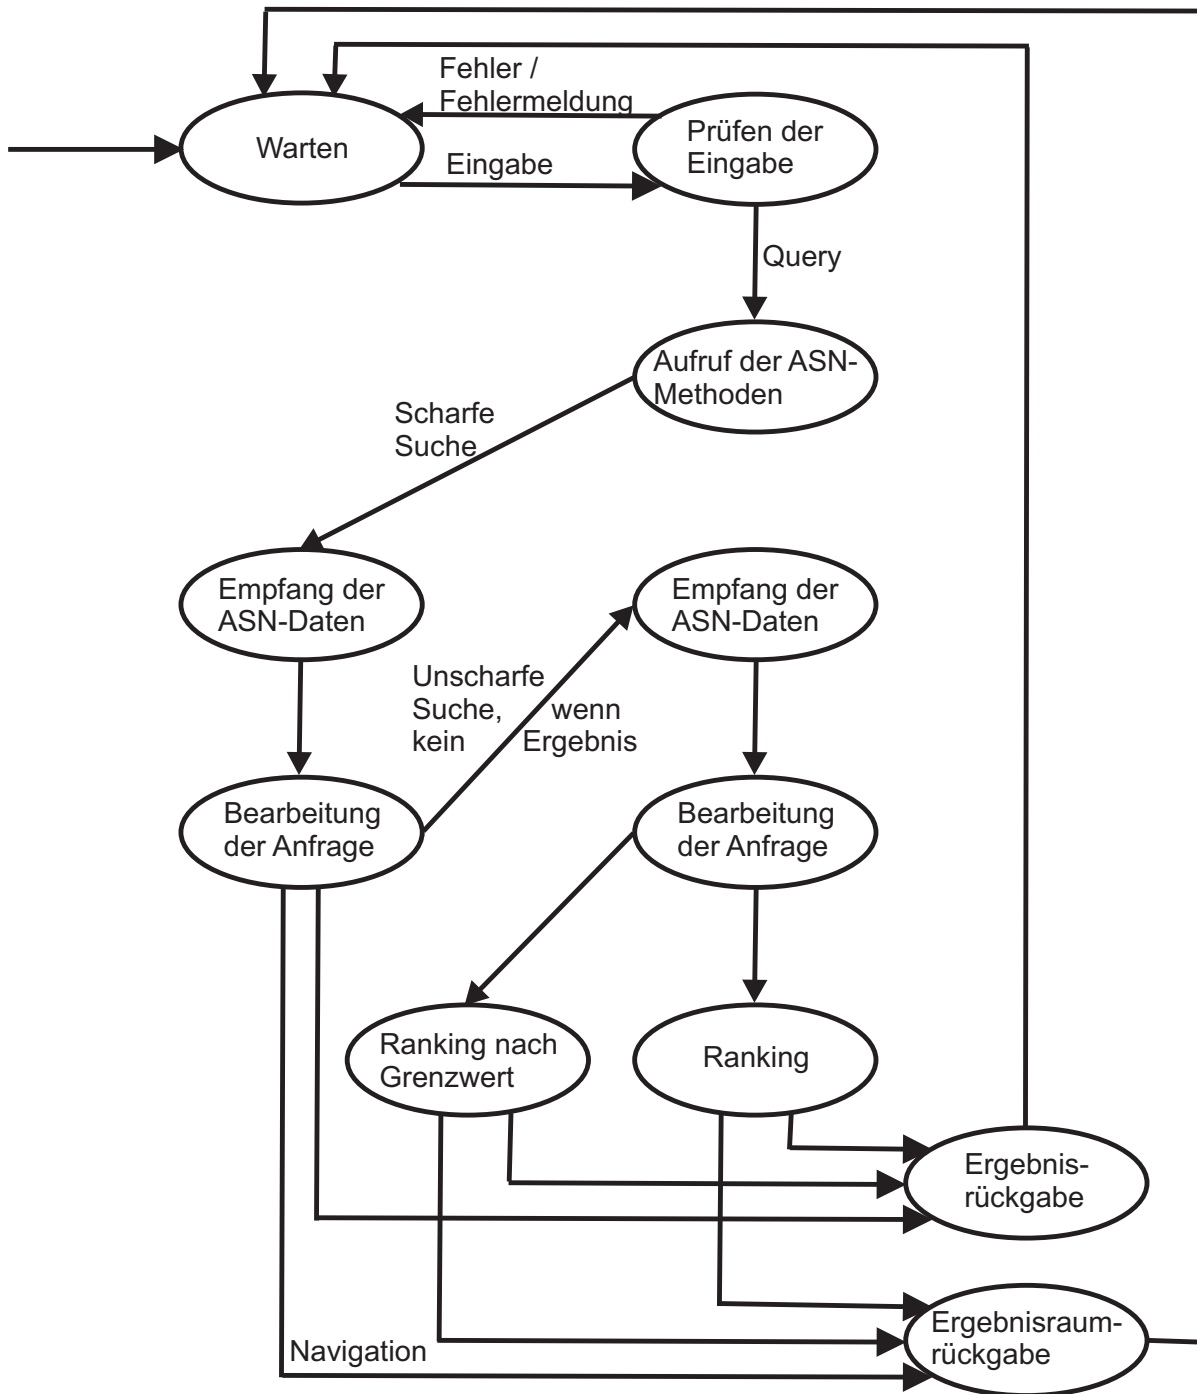 Fehler /
Fehlermeldung
Warten
Prüfen der
Eingabe
Eingabe
Query
Aufruf der ASN-
Methoden
Scharfe
Suche
Empfang der
ASN-Daten
Empfang der
ASN-Daten
Unscharfe
Suche, wenn
kein Ergebnis
Bearbeitung
der Anfrage
Bearbeitung
der Anfrage
Ranking nach
Grenzwert
Ranking
Ergebnis-
rückgabe
Ergebnisraum-
rückgabe
Navigation